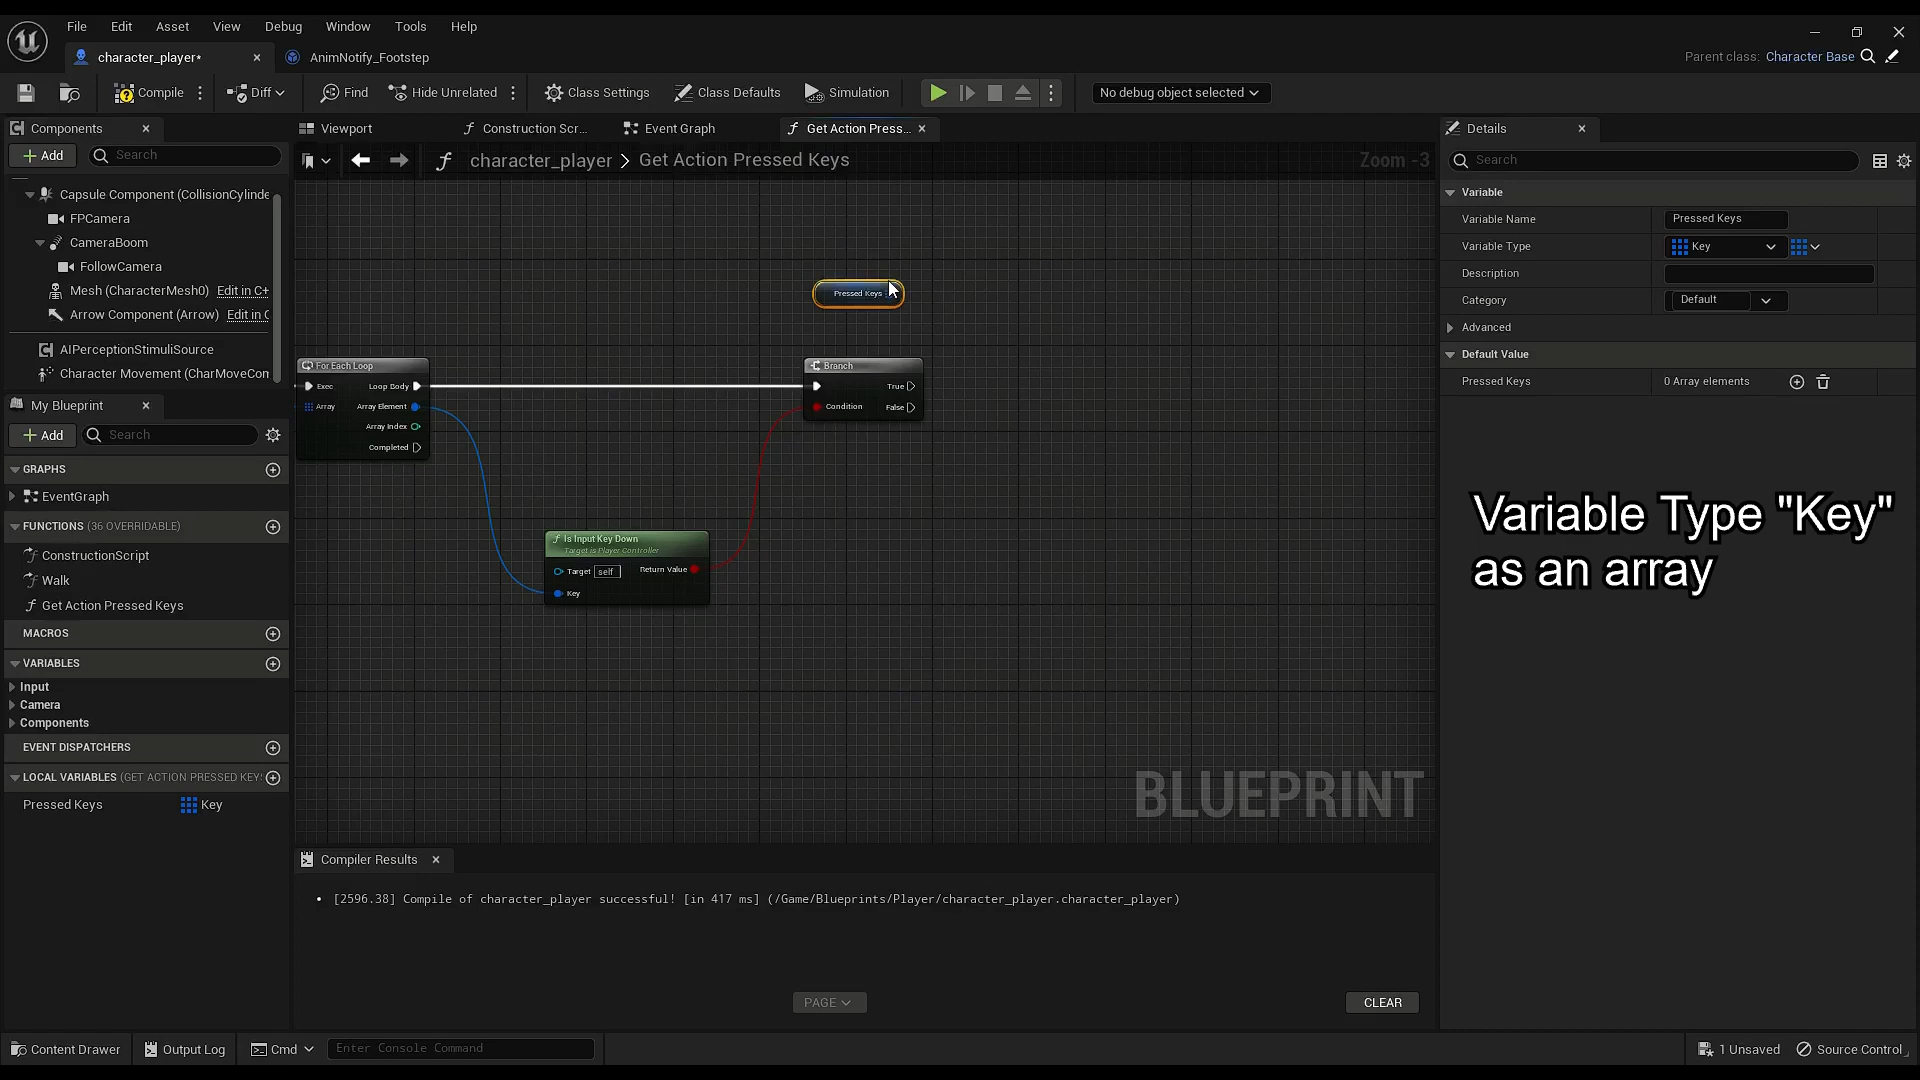 File Edit Asset View Debug Window Tools Help
character_player*
AnimNotify_Footstep
Parent class: Character Base
Compile
Diff
Find
Hide Unrelated
Class Settings
Class Defaults
Simulation
No debug object selected
Components
Viewport
Construction Scr...
Event Graph
Get Action Press...
Details
Add
Search
character_player > Get Action Pressed Keys
Zoom -3
Search
Capsule Component (CollisionCylinde
FPCamera
CameraBoom
FollowCamera
Mesh (CharacterMesh0) Edit in C+
Arrow Component (Arrow) Edit in C
AIPerceptionStimuliSource
Character Movement (CharMoveCom
Variable
Variable Name Pressed Keys
Variable Type Key
Description
Category Default
Advanced
Default Value
Pressed Keys 0 Array elements
Pressed Keys
For Each Loop
Exec Loop Body
Array Array Element
Array Index
Completed
Branch
True
Condition False
Is Input Key Down
Target is Player Controller
Target self Return Value
Key
My Blueprint
Add
Search
GRAPHS
EventGraph
FUNCTIONS (36 OVERRIDABLE)
ConstructionScript
Walk
Get Action Pressed Keys
MACROS
VARIABLES
Input
Camera
Components
EVENT DISPATCHERS
LOCAL VARIABLES (GET ACTION PRESSED KEYS
Pressed Keys Key
Variable Type "Key"
as an array
BLUEPRINT
Compiler Results
• [2596.38] Compile of character_player successful! [in 417 ms] (/Game/Blueprints/Player/character_player.character_player)
PAGE
CLEAR
Content Drawer
Output Log
Cmd
Enter Console Command
1 Unsaved
Source Control